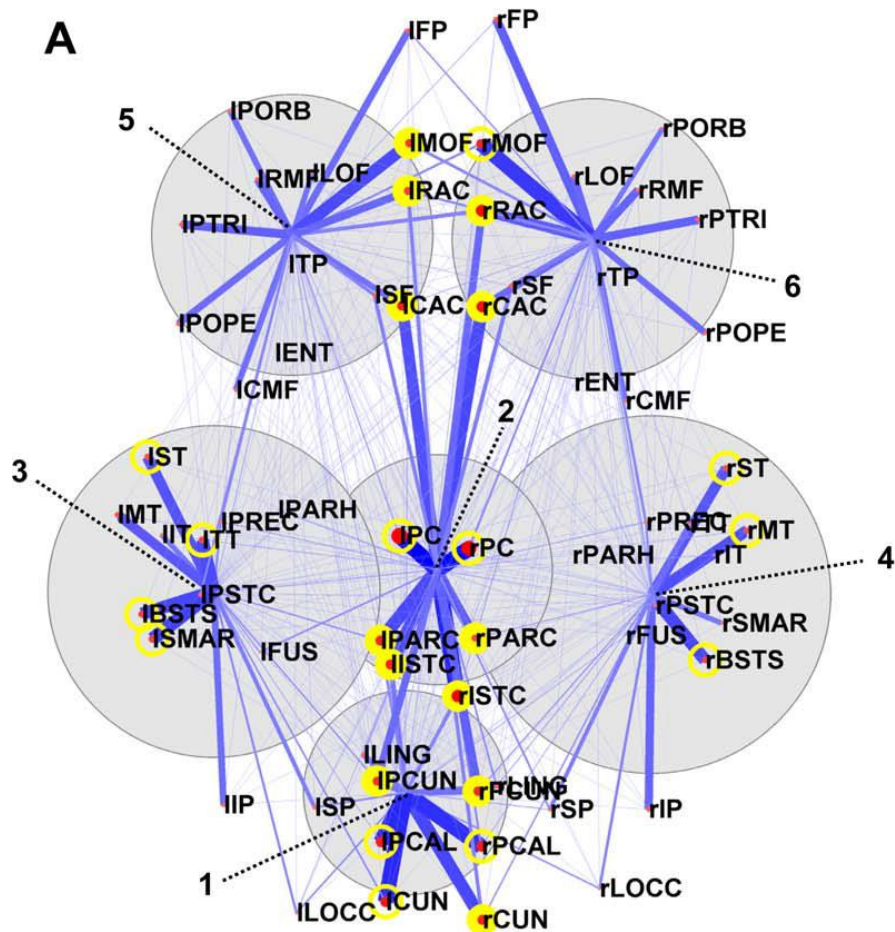 A
lFP
rFP
5
lPORB
rPORB
lMOF
rMOF
lRMF
rLOF
rRMF
lRAC
rRAC
lPTRI
rPTRI
lTP
rTP
6
lSF
lCAC
rSF
rCAC
lPOPE
rPOPE
lENT
rENT
lCMF
rCMF
2
3
lST
rST
lMT
lIT
lTT
lPREC
lPARH
lPC
rPC
rPREC
rMT
rPARH
rIT
4
lPSTC
rPSTC
lBSTS
lSMAR
rSMAR
lFUS
lPARC
rPARC
rFUS
rBSTS
lISTC
rISTC
lLING
lPCUN
rLING
rPCUN
lIP
lSP
rSP
rIP
lPCAL
rPCAL
1
lCUN
rCUN
lLOCC
rLOCC